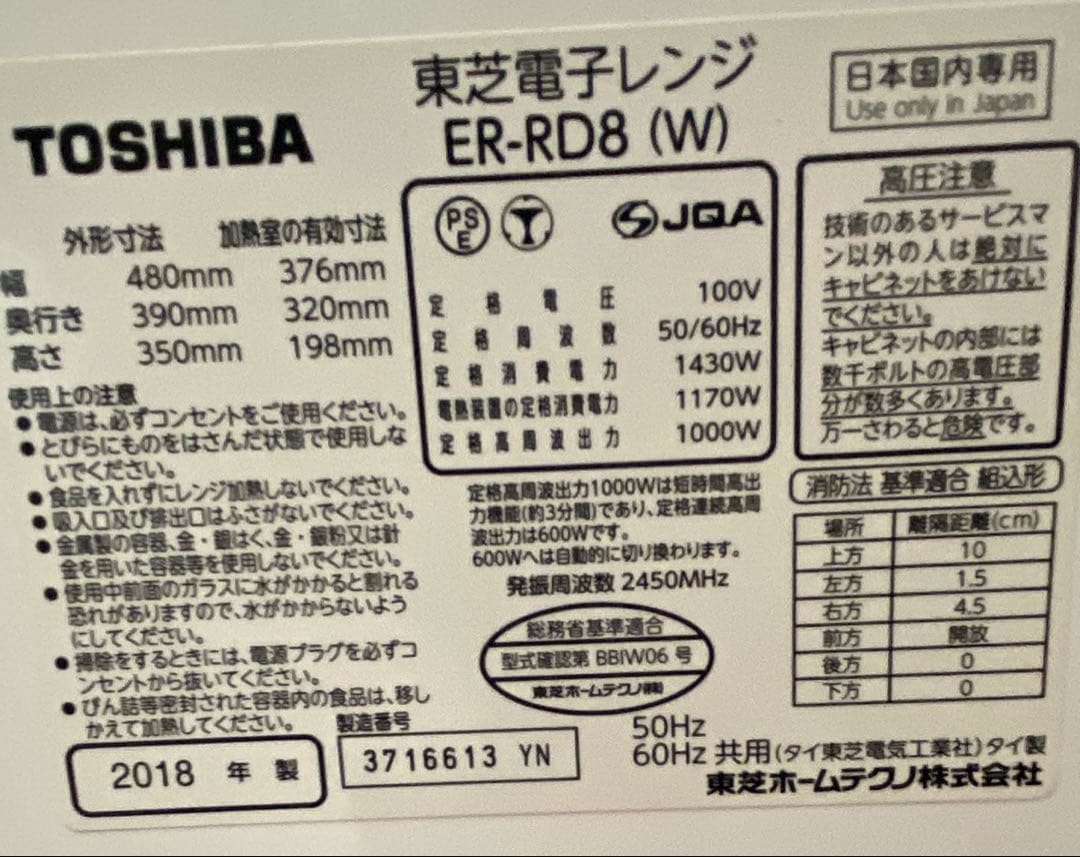 東芝電子レンジ
ER-RD8 (W)
TOSHIBA
日本国内専用
Use only in Japan
外形寸法 加熱室の有効寸法
幅 480mm 376mm
奥行き 390mm 320mm
高さ 350mm 198mm
使用上の注意
●電源は、必ずコンセントをご使用ください。
●とびらにものをはさんだ状態で使用しな
いでください。
●食品を入れずにレンジ加熱しないでください。
●吸入口及び排出口はふさがないでください。
●金属製の容器、金・銀はく、金・銀粉又は針
金を用いた容器等を使用しないでください。
●使用中前面のガラスに水がかかると割れる
恐れがありますので、水がかからないよう
にしてください。
●掃除をするときには、電源プラグを必ずコ
ンセントから抜いてください。
●びん詰等密封された容器内の食品は、移し
かえて加熱してください。
2018 年 製
製造番号
3716613 YN
PSE JQA
定格電圧 100V
定格周波数 50/60Hz
定格消費電力 1430W
電熱装置の定格消費電力 1170W
定格高周波出力 1000W
定格高周波出力1000Wは短時間高出
力機能(約3分間)であり、定格連続高周
波出力は600Wです。
600Wへは自動的に切り換わります。
発振周波数 2450MHz
総務省基準適合
型式確認第 BBIW06 号
東芝ホームテクノ㈱
高圧注意
技術のあるサービスマ
ン以外の人は絶対に
キャビネットをあけない
でください。
キャビネットの内部には
数千ボルトの高電圧部
分が数多くあります。
万一さわると危険です。
消防法 基準適合 組込形
場所 離隔距離(cm)
上方 10
左方 1.5
右方 4.5
前方 開放
後方 0
下方 0
50Hz
60Hz 共用 (タイ東芝電気工業社) タイ製
東芝ホームテクノ株式会社